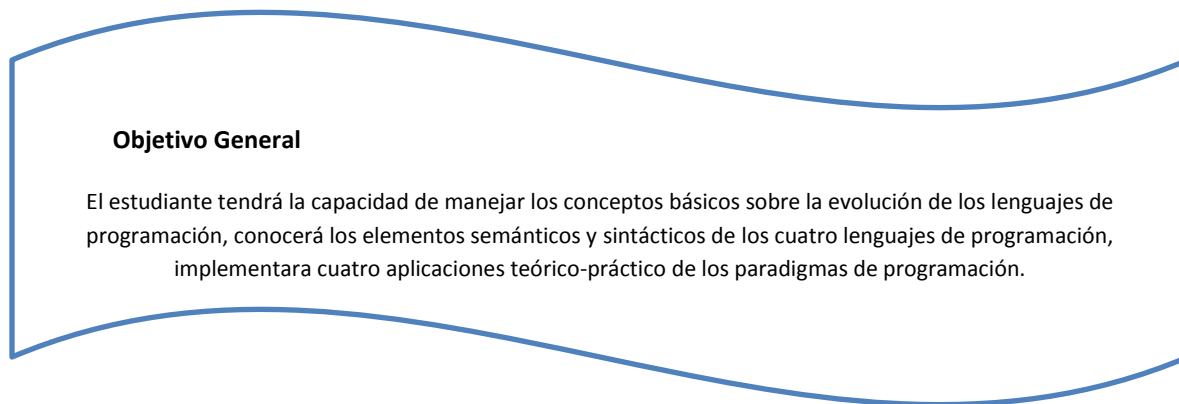 Objetivo General
El estudiante tendrá la capacidad de manejar los conceptos básicos sobre la evolución de los lenguajes de
programación, conocerá los elementos semánticos y sintácticos de los cuatro lenguajes de programación,
implementara cuatro aplicaciones teórico-práctico de los paradigmas de programación.